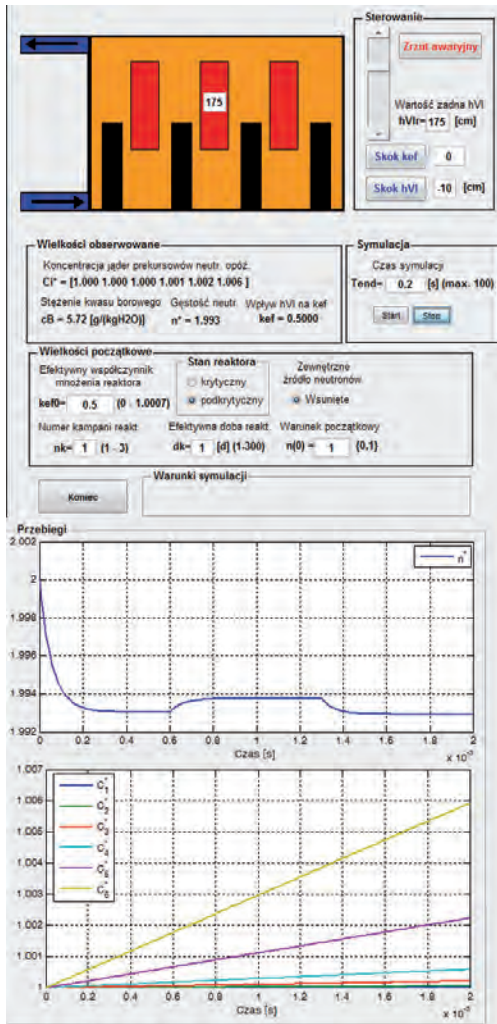 Sterowanie
Zrzut awaryjny
175
Wartość zadna hVI
hVIr= 175 [cm]
Skok kef 0
Skok hVI -10 [cm]
Wielkości obserwowane
Koncentracja jąder prekursowów neutr. opóź.
Ci* = [1.000 1.000 1.000 1.001 1.002 1.006 ]
Stężenie kwasu borowego Gęstość neutr. Wpływ hVI na kef
cB = 5.72 [g/(kgH2O)] n* = 1.993 kef = 0.5000
Symulacja
Czas symulacy
Tend= 0.2 [s] (max. 100)
Start Stop
Wielkości początkowe
Efektywny współczynnik
mnożenia reaktora
kef0= 0.5 (0 - 1.0007)
Stan reaktora
krytyczny
podkrytyczny
Zewnętrzne
źródło neutronów
Wsunięte
Numer kampani reakt. Efektywna doba reakt. Warunek początkowy
nk= 1 (1 - 3) dk= 1 [d] (1-300) n(0) = 1 {0,1}
Koniec
Warunki symulacji
Przebiegi
2.002
2
1.998
1.996
1.994
1.992
n*
0 0.2 0.4 0.6 0.8 1 1.2 1.4 1.6 1.8 2
Czas [s]
x 10⁻³
1.007
1.006
1.005
1.004
1.003
1.002
1.001
1
C₁*
C₂*
C₃*
C₄*
C₅*
C₆*
0 0.2 0.4 0.6 0.8 1 1.2 1.4 1.6 1.8 2
Czas [s]
x 10⁻³